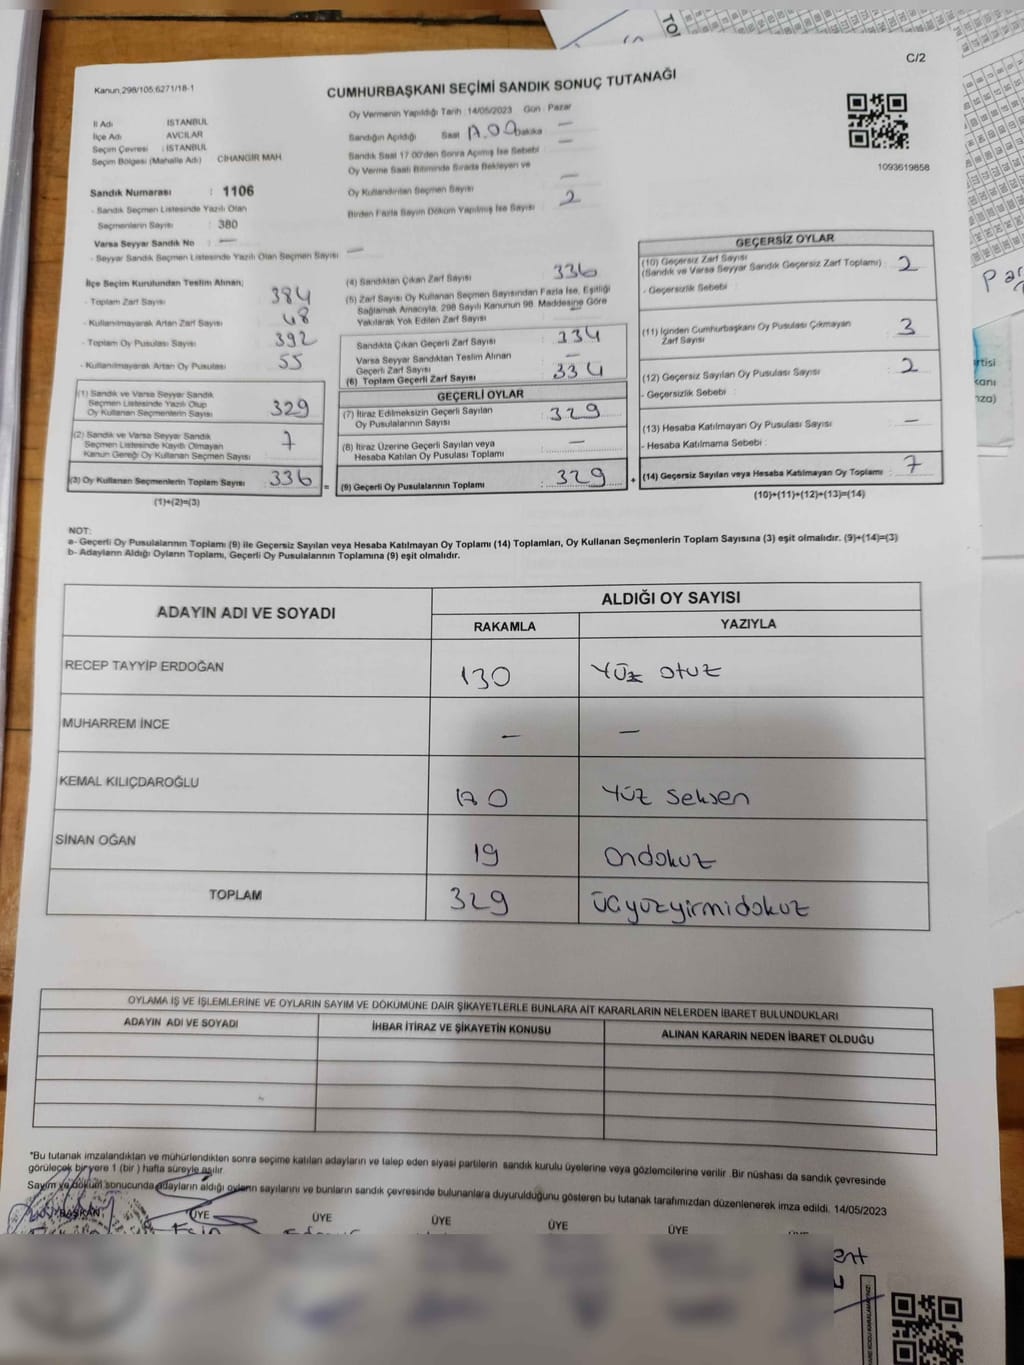 C/2
Kanun,298/105;6271/18-1
CUMHURBAŞKANI SEÇİMİ SANDIK SONUÇ TUTANAĞI
İl Adı : İSTANBUL
İlçe Adı : AVCILAR
Seçim Çevresi : İSTANBUL
Seçim Bölgesi (Mahalle Adı) : CİHANGİR MAH
Sandık Numarası : 1106
- Sandık Seçmen Listesinde Yazılı Olan
Seçmenlerin Sayısı : 380
Varsa Seyyar Sandık No : —
- Seyyar Sandık Seçmen Listesinde Yazılı Olan Seçmen Sayısı : —
Oy Vermenin Yapıldığı Tarih : 14/05/2023 Gün : Pazar
Sandığın Açıldığı Saat Dakika —
Sandık Saat 17.00'den Sonra Açımış İse Sebebi : —
Oy Verme Saati Bitiminde Sırada Bekleyen ve
Oy Kullandırılan Seçmen Sayısı : —
Birden Fazla Sayım Döküm Yapılmış İse Sayısı : 2
1093619858
İlçe Seçim Kurulundan Teslim Alınan;
- Toplam Zarf Sayısı : 384
- Kullanılmayarak Artan Zarf Sayısı : 48
- Toplam Oy Pusulası Sayısı : 392
- Kullanılmayarak Artan Oy Pusulası : 55
(1) Sandık ve Varsa Seyyar Sandık
Seçmen Listesinde Yazılı Olup
Oy Kullanan Seçmenlerin Sayısı : 329
(2) Sandık ve Varsa Seyyar Sandık
Seçmen Listesinde Kayıtlı Olmayan
Kanun Gereği Oy Kullanan Seçmen Sayısı : 7
(3) Oy Kullanan Seçmenlerin Toplam Sayısı : 336
(1)+(2)=(3)
(4) Sandıktan Çıkan Zarf Sayısı : 336
(5) Zarf Sayısı Oy Kullanan Seçmen Sayısından Fazla İse, Eşitliği
Sağlamak Amacıyla, 298 Sayılı Kanunun 98. Maddesine Göre
Yakılarak Yok Edilen Zarf Sayısı :
Sandıkta Çıkan Geçerli Zarf Sayısı : 334
Varsa Seyyar Sandıktan Teslim Alınan
Geçerli Zarf Sayısı : —
(6) Toplam Geçerli Zarf Sayısı : 334
GEÇERLİ OYLAR
(7) İtiraz Edilmeksizin Geçerli Sayılan
Oy Pusulalarının Sayısı : 329
(8) İtiraz Üzerine Geçerli Sayılan veya
Hesaba Katılan Oy Pusulası Toplamı : —
= (9) Geçerli Oy Pusulalarının Toplamı : 329
GEÇERSİZ OYLAR
(10) Geçersiz Zarf Sayısı
(Sandık ve Varsa Seyyar Sandık Geçersiz Zarf Toplamı) : 2
- Geçersizlik Sebebi :
(11) İçinden Cumhurbaşkanı Oy Pusulası Çıkmayan
Zarf Sayısı : 3
(12) Geçersiz Sayılan Oy Pusulası Sayısı : 2
- Geçersizlik Sebebi :
(13) Hesaba Katılmayan Oy Pusulası Sayısı : —
- Hesaba Katılmama Sebebi :
+ (14) Geçersiz Sayılan veya Hesaba Katılmayan Oy Toplamı : 7
(10)+(11)+(12)+(13)=(14)
NOT:
a- Geçerli Oy Pusulalarının Toplamı (9) ile Geçersiz Sayılan veya Hesaba Katılmayan Oy Toplamı (14) Toplamları, Oy Kullanan Seçmenlerin Toplam Sayısına (3) eşit olmalıdır. (9)+(14)=(3)
b- Adayların Aldığı Oyların Toplamı, Geçerli Oy Pusulalarının Toplamına (9) eşit olmalıdır.
ADAYIN ADI VE SOYADI ALDIĞI OY SAYISI
RAKAMLA YAZIYLA
RECEP TAYYİP ERDOĞAN 130 Yüz otuz
MUHARREM İNCE — —
KEMAL KILIÇDAROĞLU 180 Yüz seksen
SİNAN OĞAN 19 ondokuz
TOPLAM 329 üçyüzyirmidokuz
OYLAMA İŞ VE İŞLEMLERİNE VE OYLARIN SAYIM VE DÖKÜMÜNE DAİR ŞİKAYETLERLE BUNLARA AİT KARARLARIN NELERDEN İBARET BULUNDUKLARI
ADAYIN ADI VE SOYADI İHBAR İTİRAZ VE ŞİKAYETİN KONUSU ALINAN KARARIN NEDEN İBARET OLDUĞU
*Bu tutanak imzalandıktan ve mühürlendikten sonra seçime katılan adayların ve talep eden siyasi partilerin sandık kurulu üyelerine veya gözlemcilerine verilir. Bir nüshası da sandık çevresinde
görülecek bir yere 1 (bir ) hafta süreyle asılır.
Sayım ve döküm sonucunda adayların aldığı oyların sayılarını ve bunların sandık çevresinde bulunanlara duyurulduğunu gösteren bu tutanak tarafımızdan düzenlenerek imza edildi. 14/05/2023
BAŞKAN ÜYE ÜYE ÜYE ÜYE ÜYE